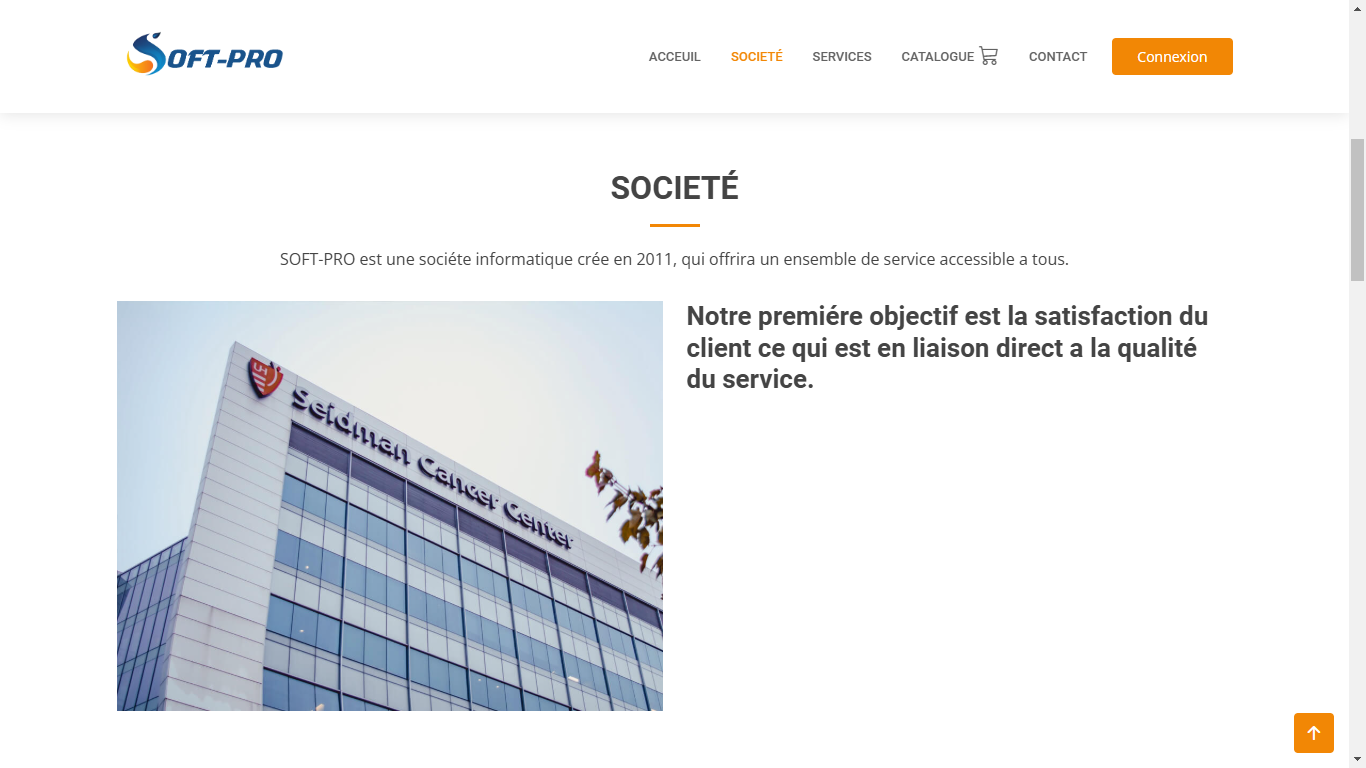 SOFT-PRO
ACCEUIL SOCIETÉ SERVICES CATALOGUE CONTACT Connexion
SOCIETÉ
SOFT-PRO est une sociéte informatique crée en 2011, qui offrira un ensemble de service accessible a tous.
Notre premiére objectif est la satisfaction du
client ce qui est en liaison direct a la qualité
du service.
Seidman Cancer Center